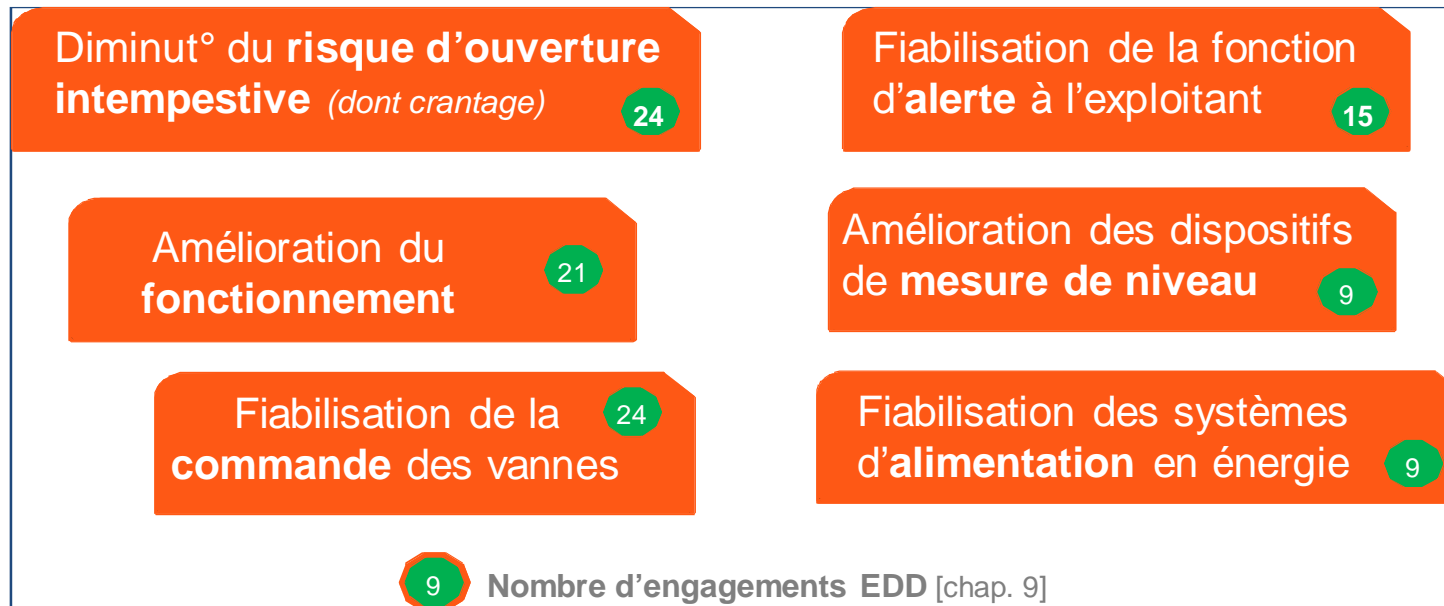 Diminut° du risque d’ouverture
intempestive (dont crantage)
24
Fiabilisation de la fonction
d’alerte à l’exploitant
15
Amélioration du
fonctionnement
21
Amélioration des dispositifs
de mesure de niveau
9
Fiabilisation de la
commande des vannes
24
Fiabilisation des systèmes
d’alimentation en énergie
9
9 Nombre d’engagements EDD [chap. 9]